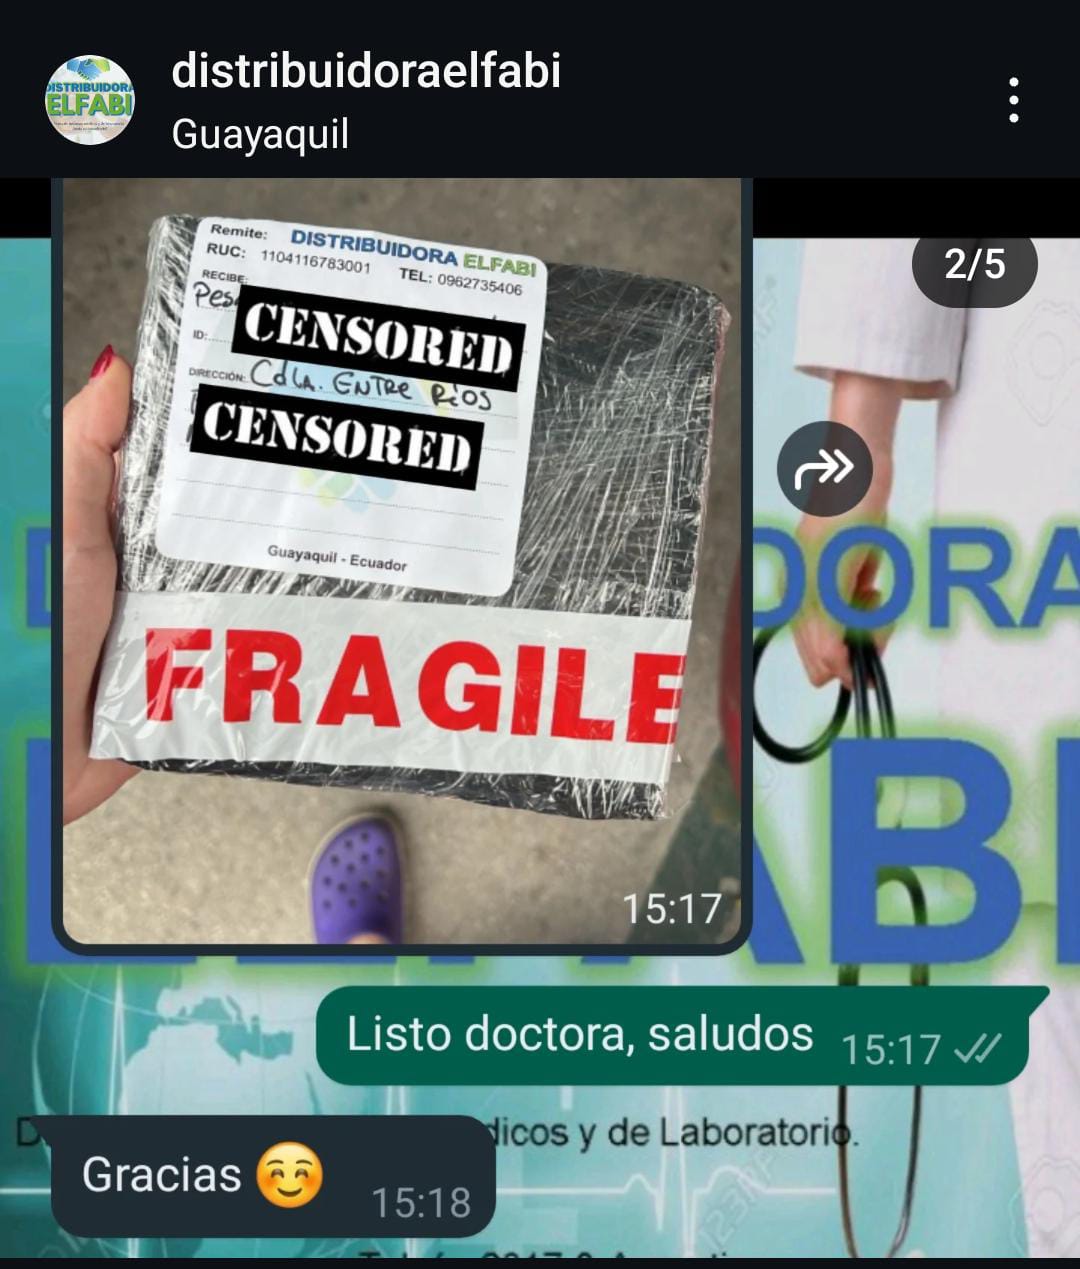 distribuidoraelfabi
Guayaquil
DISTRIBUIDORA
ELFABI
2/5
Remite: DISTRIBUIDORA ELFABI
RUC: 1104116783001 TEL: 0962735406
RECIBE:
CENSORED
ID:
DIRECCIÓN: Cdla. ENTRE RíOS
CENSORED
Guayaquil - Ecuador
FRAGILE
15:17
DORA
ABI
Listo doctora, saludos 15:17
dicos y de Laboratorio.
Gracias 😊 15:18